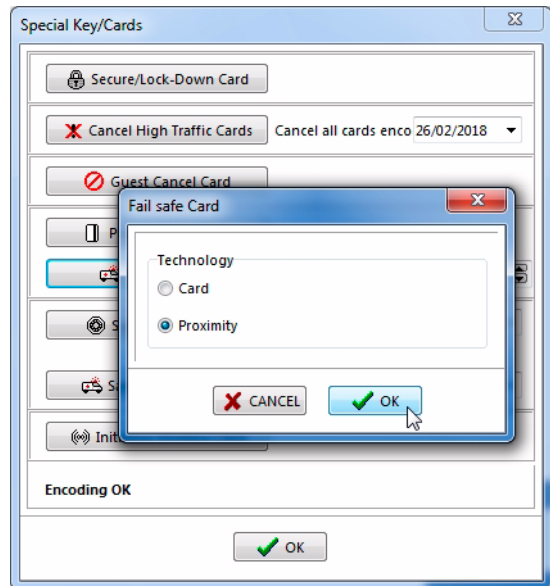 Special Key/Cards
Secure/Lock-Down Card
Cancel High Traffic Cards Cancel all cards enco 26/02/2018
Guest Cancel Card
Fail safe Card
Technology
Card
Proximity
CANCEL OK
Encoding OK
OK